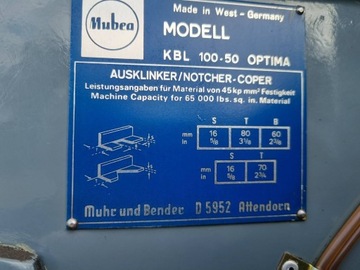 Mubea
Made in West - Germany
MODELL
KBL 100-50 OPTIMA
AUSKLINKER/NOTCHER-COPER
Leistungsangaben für Material von 45kp mm² Festigkeit
Machine Capacity for 65 000 lbs. sq. in. Material
S T B
mm 16 80 60
in 5/8 3 1/8 2 3/8
S T
mm 16 70
in 5/8 2 3/4
Muhr und Bender D 5952 Attendorn